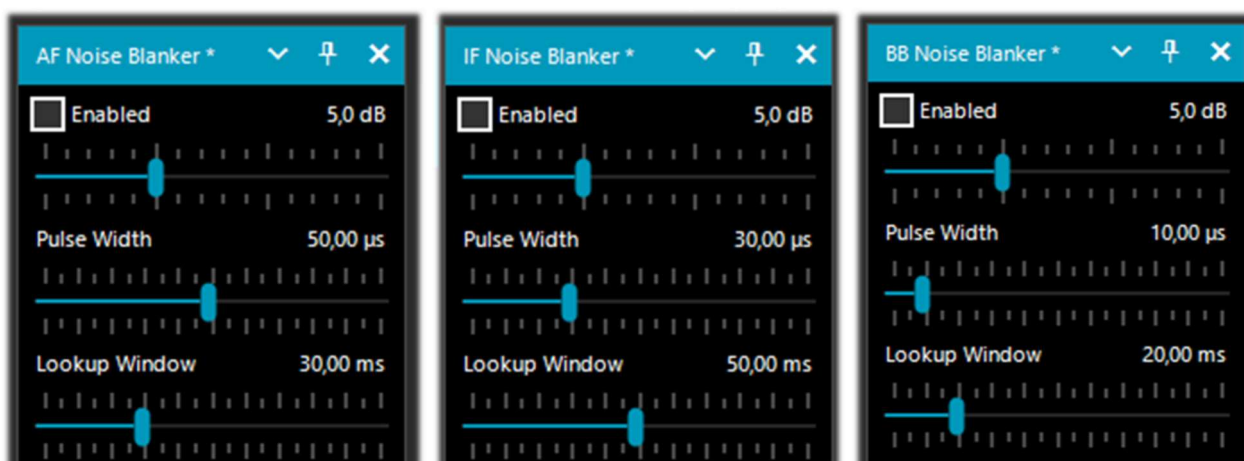 AF Noise Blanker *
Enabled 5,0 dB
Pulse Width 50,00 µs
Lookup Window 30,00 ms
IF Noise Blanker *
Enabled 5,0 dB
Pulse Width 30,00 µs
Lookup Window 50,00 ms
BB Noise Blanker *
Enabled 5,0 dB
Pulse Width 10,00 µs
Lookup Window 20,00 ms